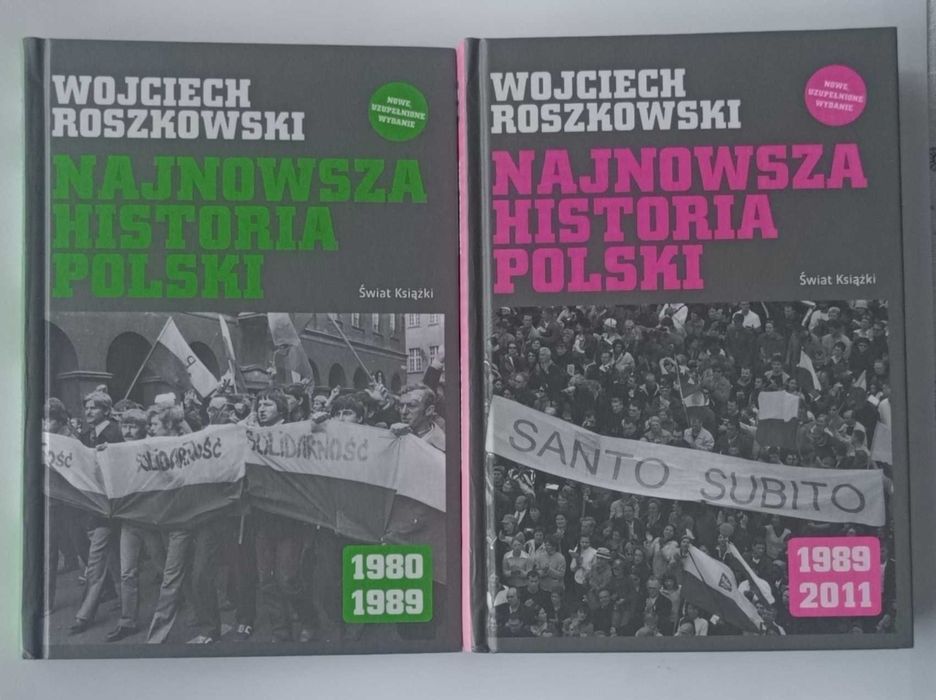 WOJCIECH
ROSZKOWSKI
NOWE,
UZUPEŁNIONE
WYDANIE
NAJNOWSZA
HISTORIA
POLSKI
Świat Książki
OŚĆ
SOLIDARNOŚĆ
SOLIDARNOŚĆ
1980
1989
WOJCIECH
ROSZKOWSKI
NOWE,
UZUPEŁNIONE
WYDANIE
NAJNOWSZA
HISTORIA
POLSKI
Świat Książki
SANTO SUBITO
1989
2011